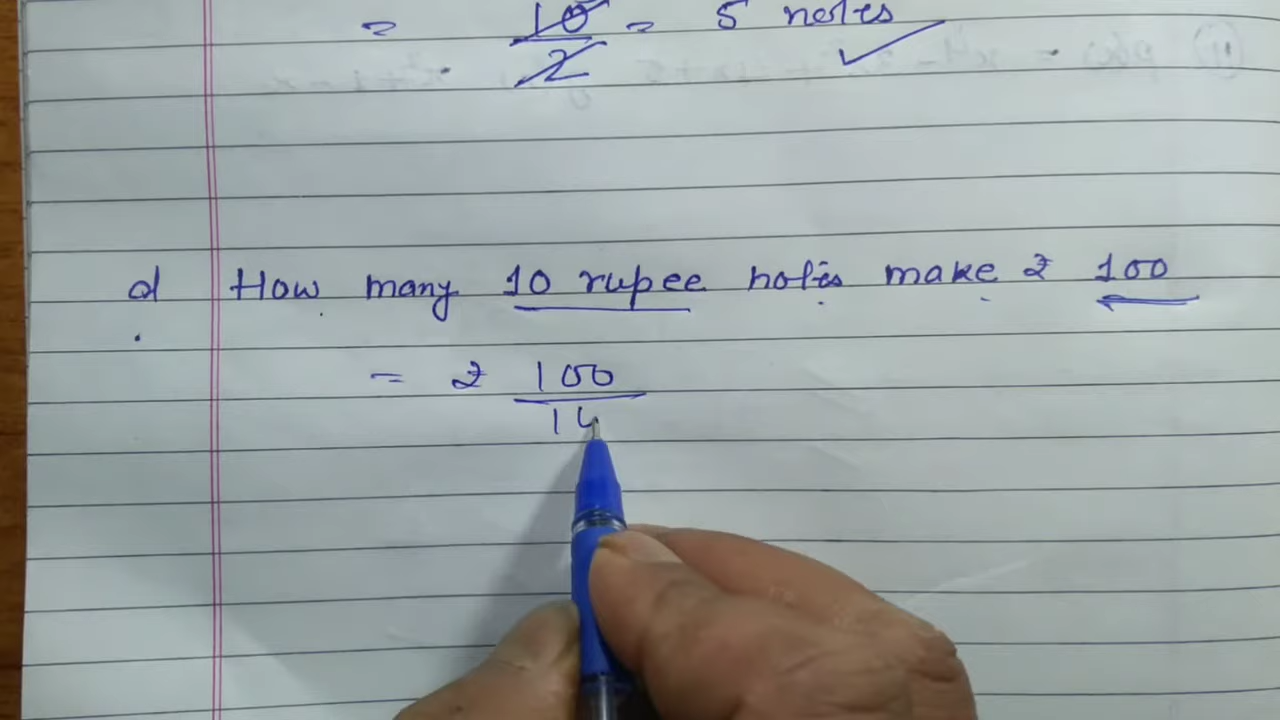 = 10/2 = 5 notes ✓
d How many 10 rupee notes make ₹ 100
= ₹ 100
1